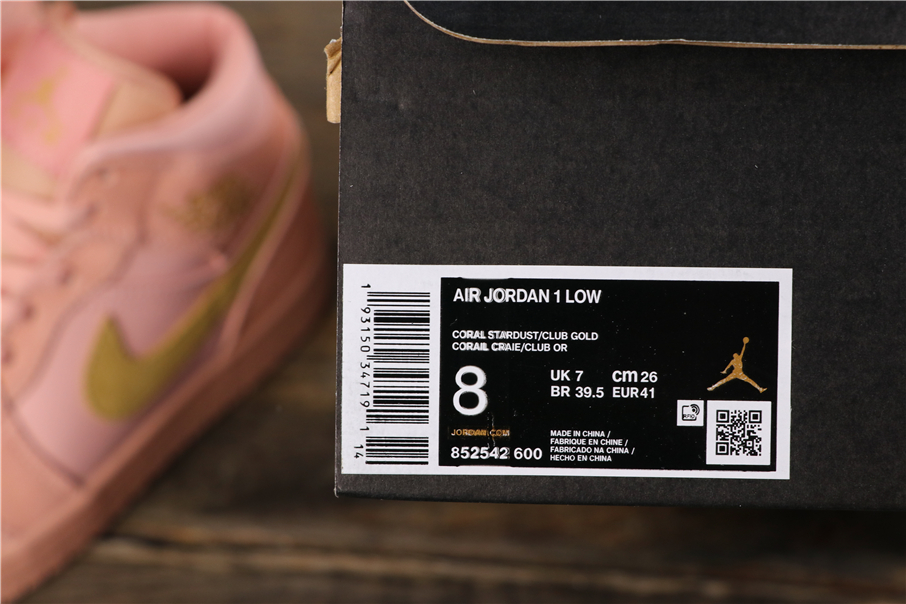 AIR JORDAN 1 LOW
CORAL STARDUST/CLUB GOLD
CORAIL CRAIE/CLUB OR
8
UK 7 cm 26
BR 39.5 EUR 41
JORDAN.COM
852542 600
MADE IN CHINA /
FABRIQUE EN CHINE /
FABRICADO NA CHINA /
HECHO EN CHINA
1 93150 34719 1 14